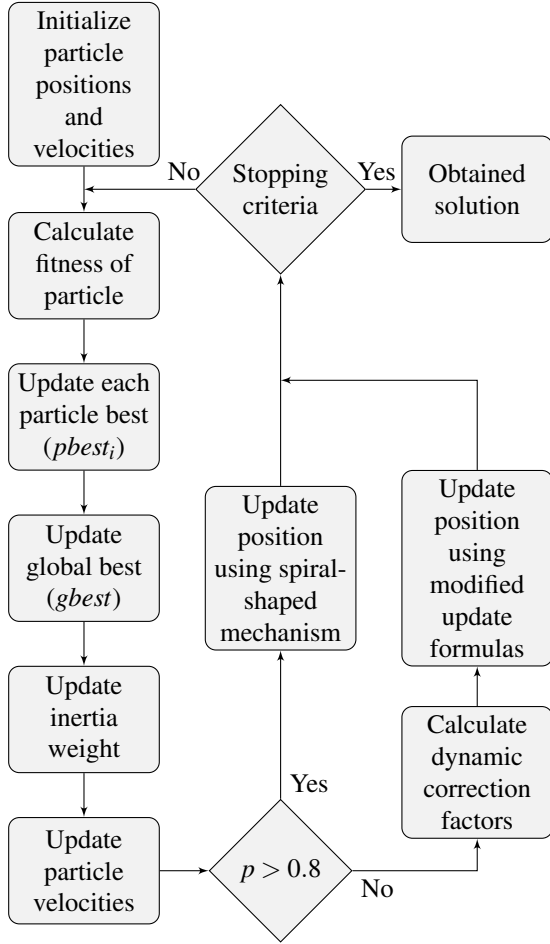 Initialize
particle
positions
and
velocities
Calculate
fitness of
particle
Update each
particle best
(pbest_i)
Update
global best
(gbest)
Update
inertia
weight
Update
particle
velocities
p > 0.8
Yes
No
Update
position
using spiral-
shaped
mechanism
Calculate
dynamic
correction
factors
Update
position
using
modified
update
formulas
Stopping
criteria
No
Yes
Obtained
solution